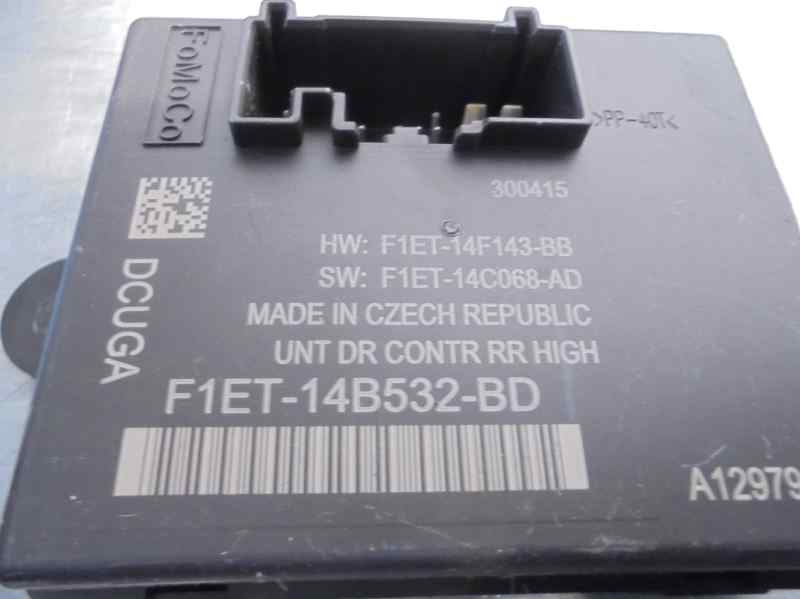 FoMoCo
>PP-40T<
300415
HW: F1ET-14F143-BB
SW: F1ET-14C068-AD
MADE IN CZECH REPUBLIC
UNT DR CONTR RR HIGH
DCUGA
F1ET-14B532-BD
A12979